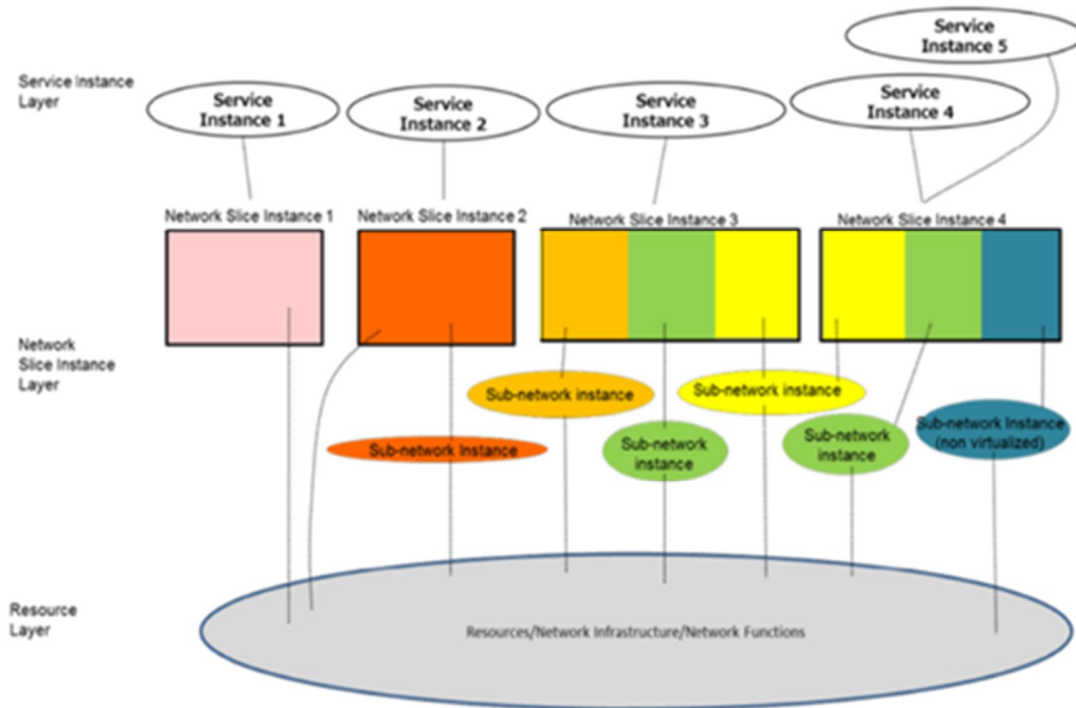 Service
Instance 5
Service Instance
Layer
Service
Instance 1
Service
Instance 2
Service
Instance 3
Service
Instance 4
Network Slice Instance 1
Network Slice Instance 2
Network Slice Instance 3
Network Slice Instance 4
Network
Slice Instance
Layer
Sub-network instance
Sub-network instance
Sub-network Instance
Sub-network
instance
Sub-network
instance
Sub-network Instance
(non virtualized)
Resource
Layer
Resources/Network Infrastructure/Network Functions